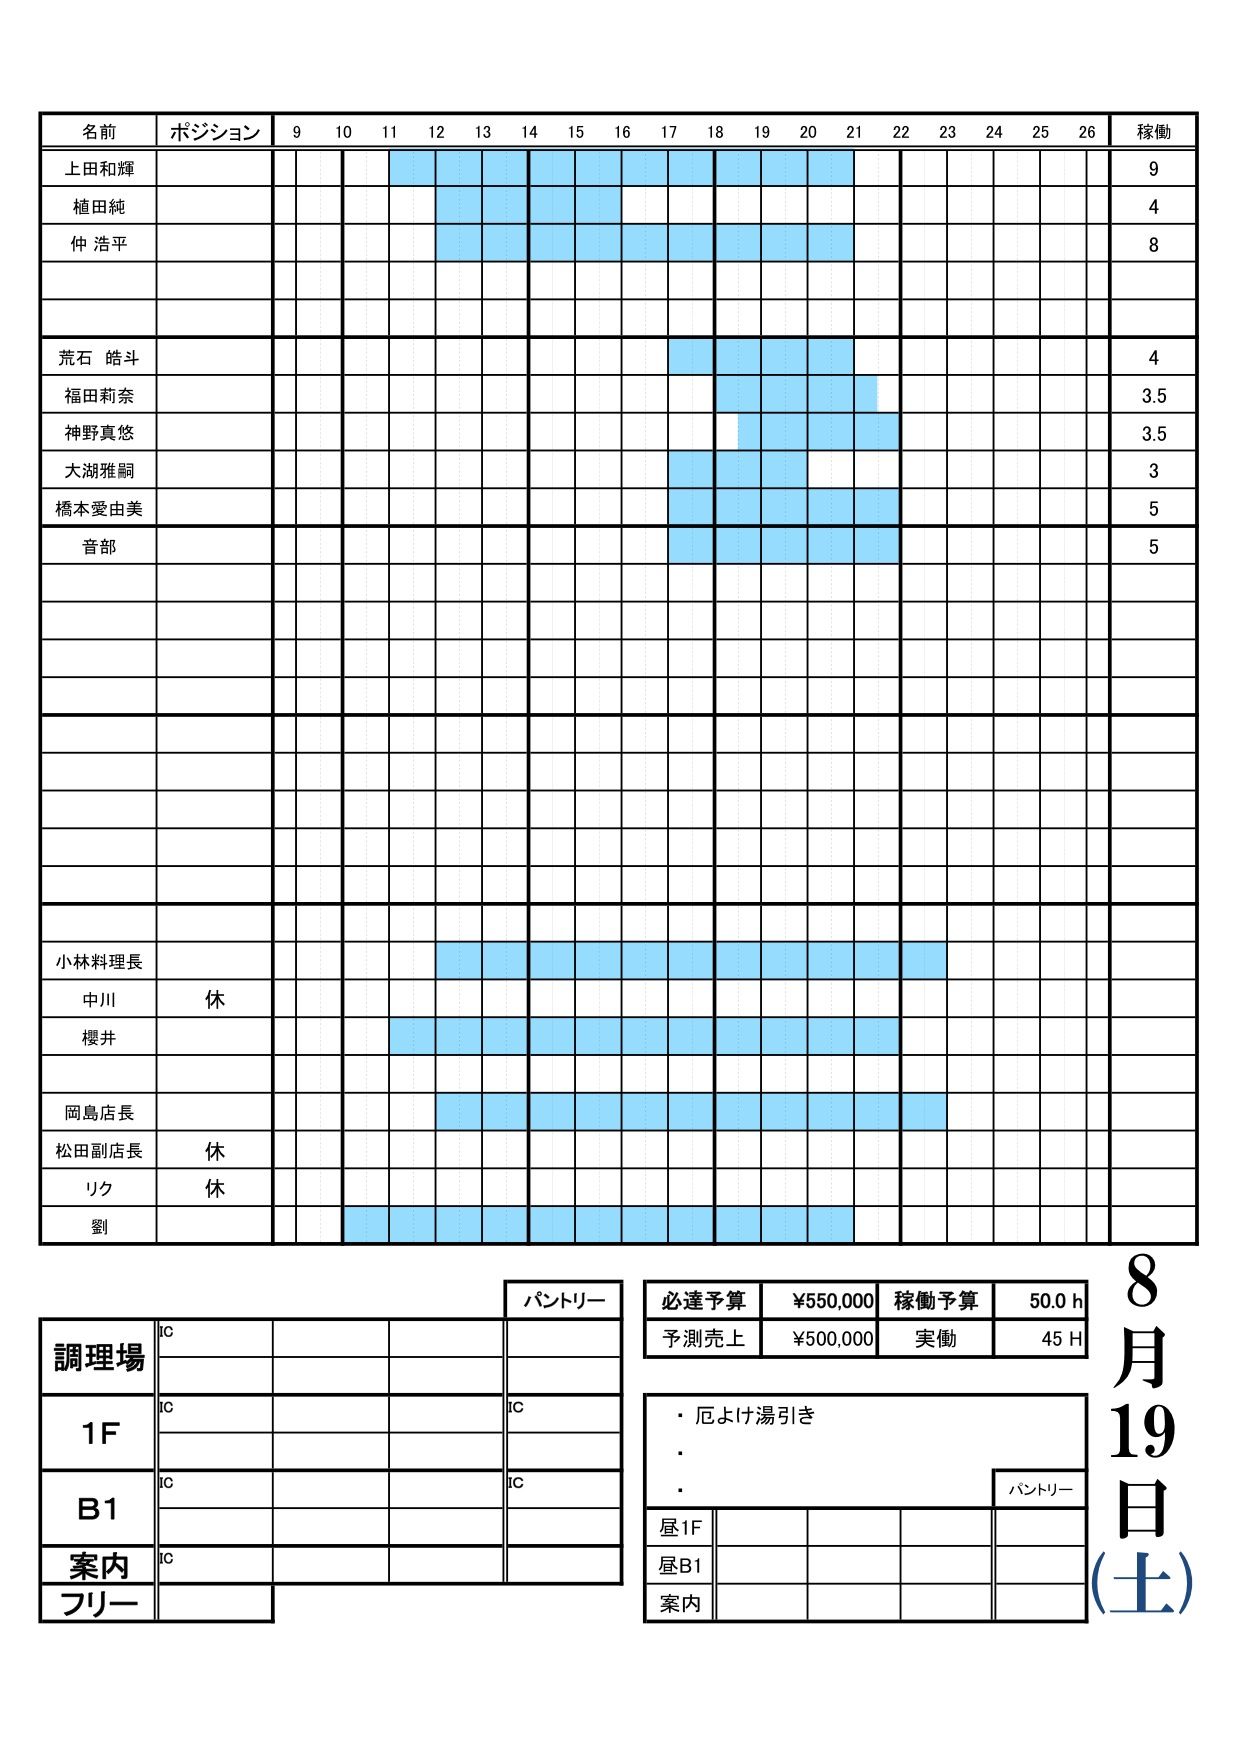 名前 ポジション 9 10 11 12 13 14 15 16 17 18 19 20 21 22 23 24 25 26 稼働
上田和輝 9
植田純 4
仲 浩平 8
荒石 皓斗 4
福田莉奈 3.5
神野真悠 3.5
大湖雅嗣 3
橋本愛由美 5
音部 5
小林料理長
中川 休
櫻井
岡島店長
松田副店長 休
リク 休
劉
パントリー
調理場 IC
1F IC IC
B1 IC IC
案内 IC
フリー
必達予算 ¥550,000 稼働予算 50.0 h
予測売上 ¥500,000 実働 45 H
・ 厄よけ湯引き
・
・ パントリー
昼1F
昼B1
案内
8
月
19
日
(土)